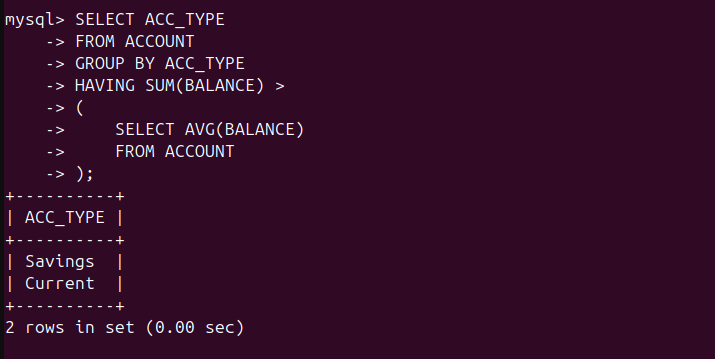 mysql> SELECT ACC_TYPE
    -> FROM ACCOUNT
    -> GROUP BY ACC_TYPE
    -> HAVING SUM(BALANCE) >
    -> (
    ->     SELECT AVG(BALANCE)
    ->     FROM ACCOUNT
    -> );
+----------+
| ACC_TYPE |
+----------+
| Savings  |
| Current  |
+----------+
2 rows in set (0.00 sec)